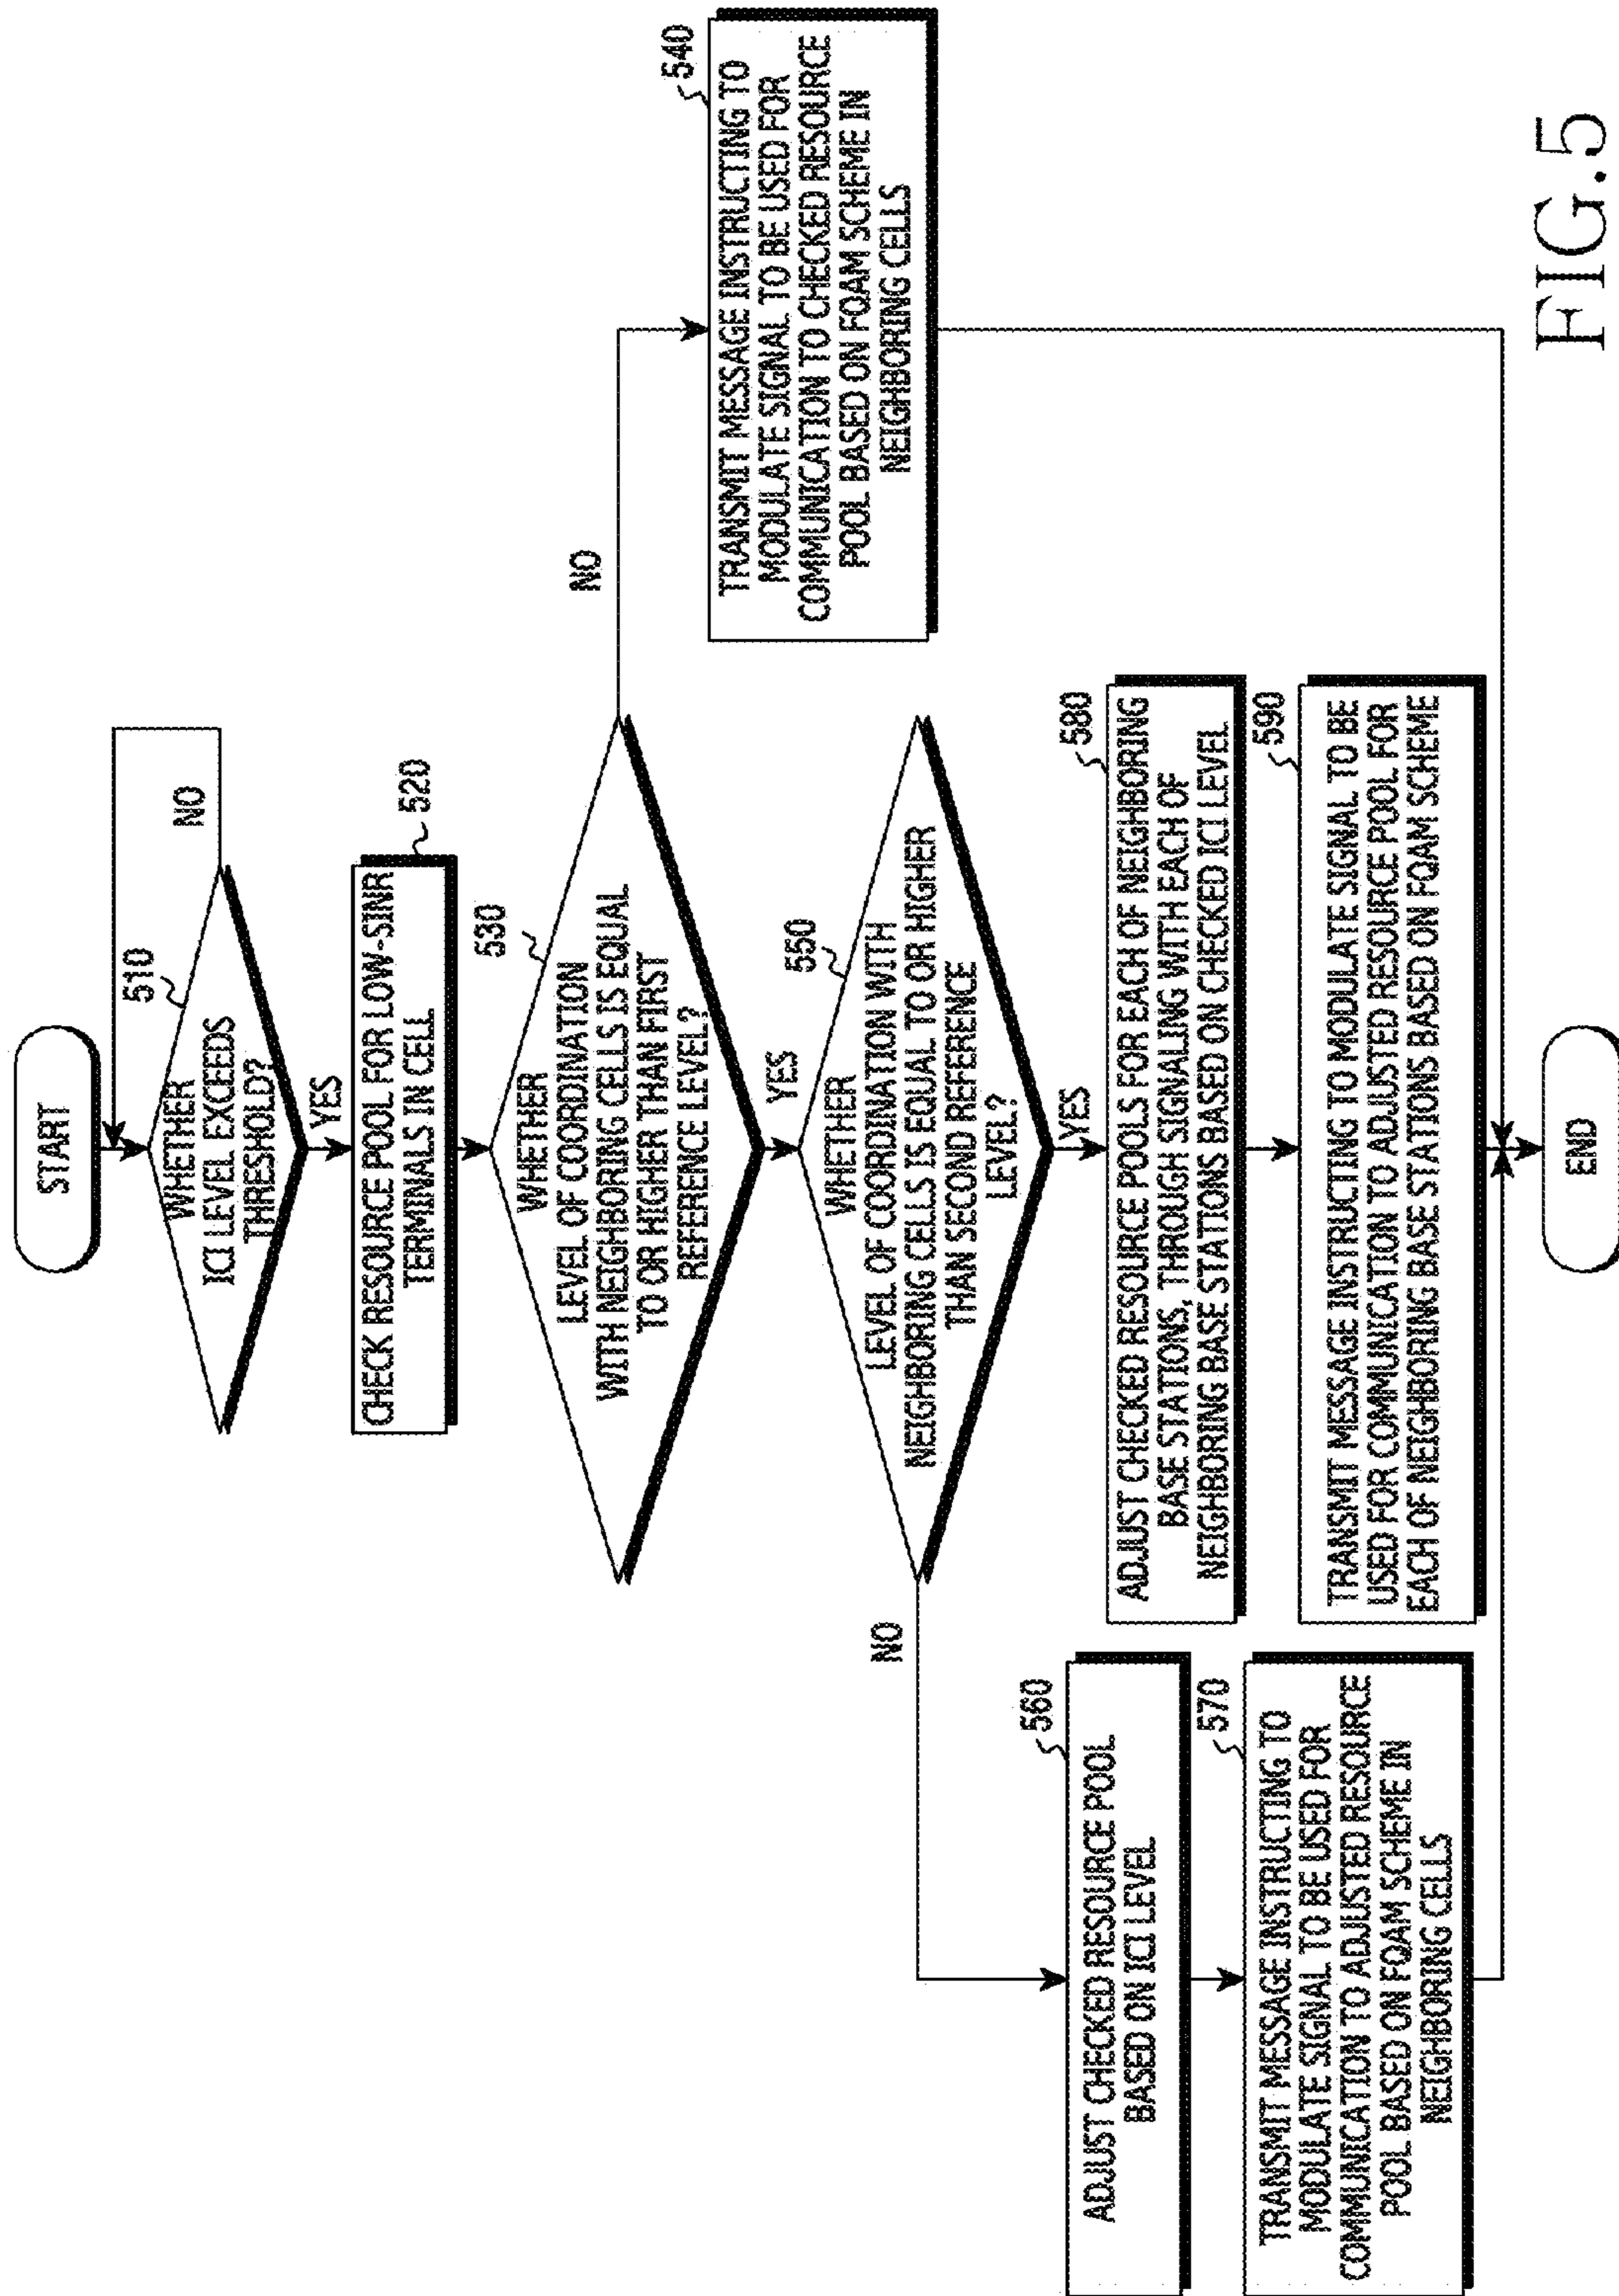 START
510
WHETHER
ICI LEVEL EXCEEDS
THRESHOLD?
NO
YES
520
CHECK RESOURCE POOL FOR LOW-SINR
TERMINALS IN CELL
530
WHETHER
LEVEL OF COORDINATION
WITH NEIGHBORING CELLS IS EQUAL
TO OR HIGHER THAN FIRST
REFERENCE LEVEL?
NO
YES
540
TRANSMIT MESSAGE INSTRUCTING TO
MODULATE SIGNAL TO BE USED FOR
COMMUNICATION TO CHECKED RESOURCE
POOL BASED ON FQAM SCHEME IN
NEIGHBORING CELLS
550
WHETHER
LEVEL OF COORDINATION WITH
NEIGHBORING CELLS IS EQUAL TO OR HIGHER
THAN SECOND REFERENCE
LEVEL?
NO
YES
560
ADJUST CHECKED RESOURCE POOL
BASED ON ICI LEVEL
570
TRANSMIT MESSAGE INSTRUCTING TO
MODULATE SIGNAL TO BE USED FOR
COMMUNICATION TO ADJUSTED RESOURCE
POOL BASED ON FQAM SCHEME IN
NEIGHBORING CELLS
580
ADJUST CHECKED RESOURCE POOLS FOR EACH OF NEIGHBORING
BASE STATIONS, THROUGH SIGNALING WITH EACH OF
NEIGHBORING BASE STATIONS BASED ON CHECKED ICI LEVEL
590
TRANSMIT MESSAGE INSTRUCTING TO MODULATE SIGNAL TO BE
USED FOR COMMUNICATION TO ADJUSTED RESOURCE POOL FOR
EACH OF NEIGHBORING BASE STATIONS BASED ON FQAM SCHEME
END
FIG.5